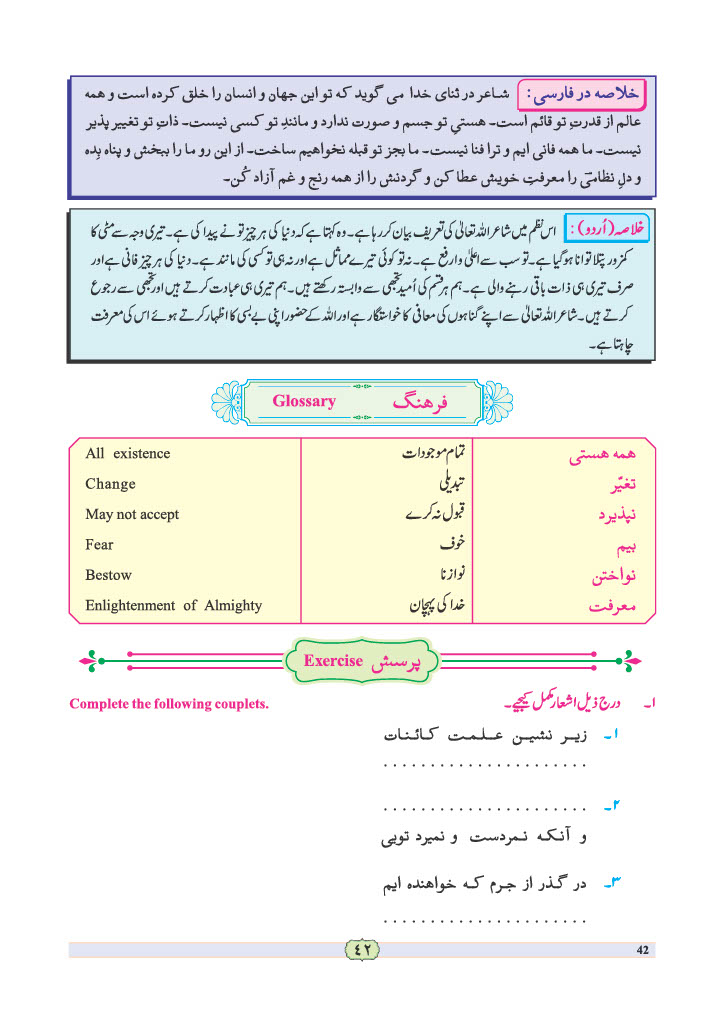 خلاصه در فارسی : شاعر در ثنای خدا می گوید که تو این جهان و انسان را خلق کرده است و همه
عالم از قدرتِ تو قائم است۔ هستیِ تو جسم و صورت ندارد و مانندِ تو کسی نیست۔ ذاتِ تو تغییر پذیر
نیست۔ ما همه فانی ایم و ترا فنا نیست۔ ما بجز تو قبله نخواهیم ساخت۔ از این رو ما را ببخش و پناه بِده
و دلِ نظامیؔ را معرفتِ خویش عطا کن و گردنش را از همه رنج و غم آزاد کُن۔
خلاصہ (اُردو) : اس نظم میں شاعر اللہ تعالیٰ کی تعریف بیان کر رہا ہے۔ وہ کہتا ہے کہ دنیا کی ہر چیز تو نے پیدا کی ہے۔ تیری وجہ سے مٹی کا
کمزور پتلا توانا ہو گیا ہے۔ تو سب سے اعلیٰ و ارفع ہے۔ نہ تو کوئی تیرے مماثل ہے اور نہ ہی تو کسی کی مانند ہے۔ دنیا کی ہر چیز فانی ہے اور
صرف تیری ہی ذات باقی رہنے والی ہے۔ ہم ہر قسم کی اُمید تجھی سے وابستہ رکھتے ہیں۔ ہم تیری ہی عبادت کرتے ہیں اور تجھی سے رجوع
کرتے ہیں۔ شاعر اللہ تعالیٰ سے اپنے گناہوں کی معافی کا خواستگار ہے اور اللہ کے حضور اپنی بے بسی کا اظہار کرتے ہوئے اس کی معرفت
چاہتا ہے۔
Glossary فرهنگ
All existence تمام موجودات همه هستی
Change تبدیلی تغیّر
May not accept قبول نہ کرے نپذیرد
Fear خوف بیم
Bestow نوازنا نواختن
Enlightenment of Almighty خدا کی پہچان معرفت
Exercise پرسش
Complete the following couplets. ۱۔ درج ذیل اشعار مکمل کیجیے۔
۱۔ زیر نشین علمت کائنات
. . . . . . . . . . . . . . . . . . . . . .
۲۔ . . . . . . . . . . . . . . . . . . . . . .
و آنکه نمردست و نمیرد تویی
۳۔ در گذر از جرم که خواهنده ایم
. . . . . . . . . . . . . . . . . . . . . .
٤٢ 42